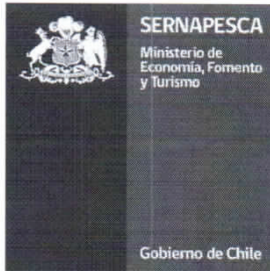 SERNAPESCA
Ministerio de
Economía, Fomento
y Turismo
Gobierno de Chile